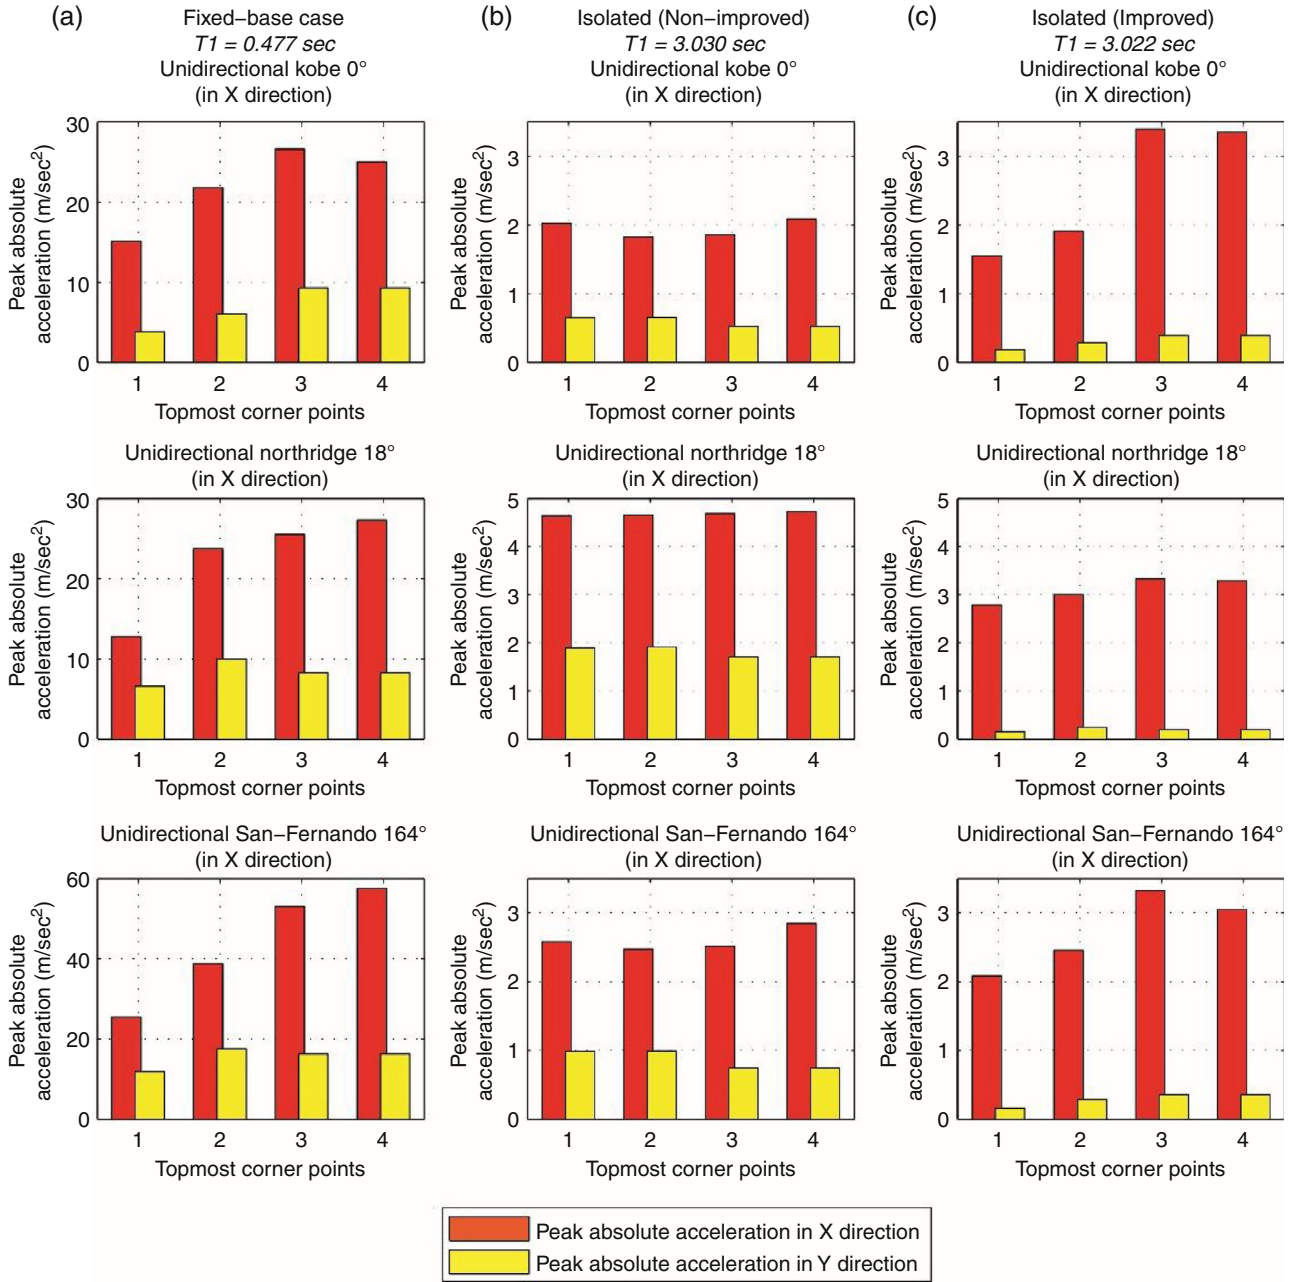 (a)
Fixed-base case
T1 = 0.477 sec
Unidirectional kobe 0°
(in X direction)
Peak absolute
acceleration (m/sec²)
30
20
10
0
1 2 3 4
Topmost corner points
(b)
Isolated (Non-improved)
T1 = 3.030 sec
Unidirectional kobe 0°
(in X direction)
Peak absolute
acceleration (m/sec²)
3
2
1
0
1 2 3 4
Topmost corner points
(c)
Isolated (Improved)
T1 = 3.022 sec
Unidirectional kobe 0°
(in X direction)
Peak absolute
acceleration (m/sec²)
3
2
1
0
1 2 3 4
Topmost corner points
Unidirectional northridge 18°
(in X direction)
Peak absolute
acceleration (m/sec²)
30
20
10
0
1 2 3 4
Topmost corner points
Unidirectional northridge 18°
(in X direction)
Peak absolute
acceleration (m/sec²)
5
4
3
2
1
0
1 2 3 4
Topmost corner points
Unidirectional northridge 18°
(in X direction)
Peak absolute
acceleration (m/sec²)
5
4
3
2
1
0
1 2 3 4
Topmost corner points
Unidirectional San-Fernando 164°
(in X direction)
Peak absolute
acceleration (m/sec²)
60
40
20
0
1 2 3 4
Topmost corner points
Unidirectional San-Fernando 164°
(in X direction)
Peak absolute
acceleration (m/sec²)
3
2
1
0
1 2 3 4
Topmost corner points
Unidirectional San-Fernando 164°
(in X direction)
Peak absolute
acceleration (m/sec²)
3
2
1
0
1 2 3 4
Topmost corner points
Peak absolute acceleration in X direction
Peak absolute acceleration in Y direction